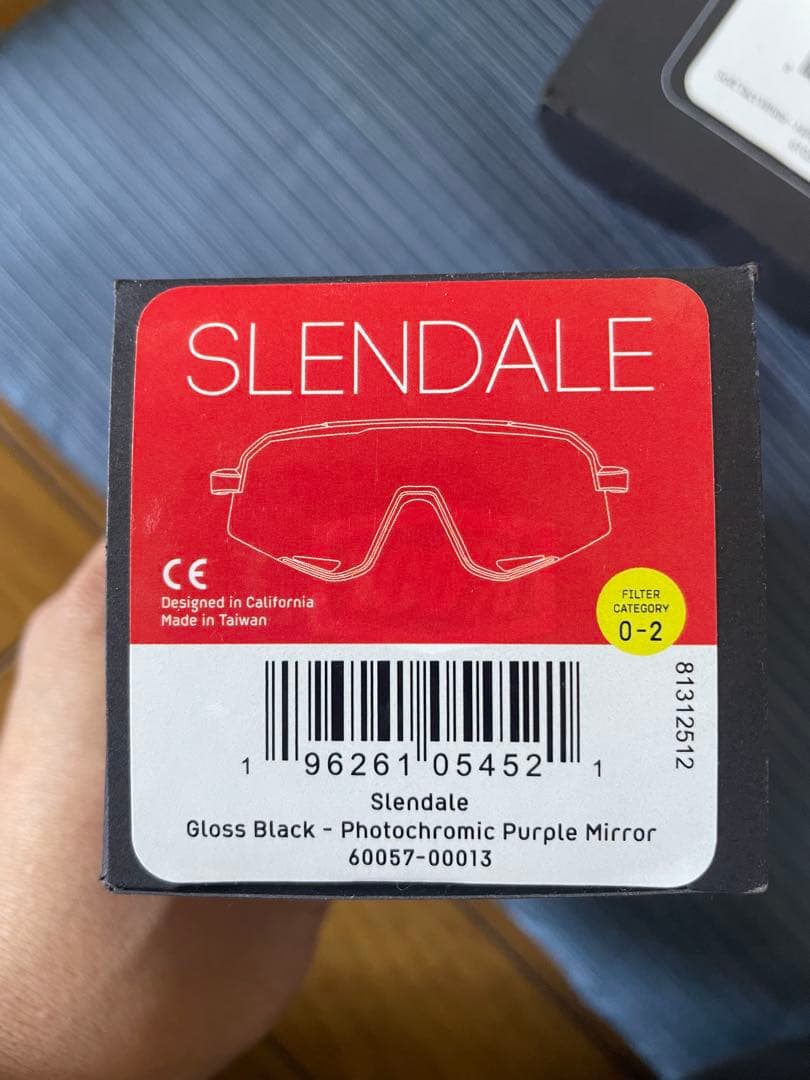 SLENDALE
CE
Designed in California
Made in Taiwan
FILTER
CATEGORY
0-2
81312512
1 96261 05452 1
Slendale
Gloss Black - Photochromic Purple Mirror
60057-00013